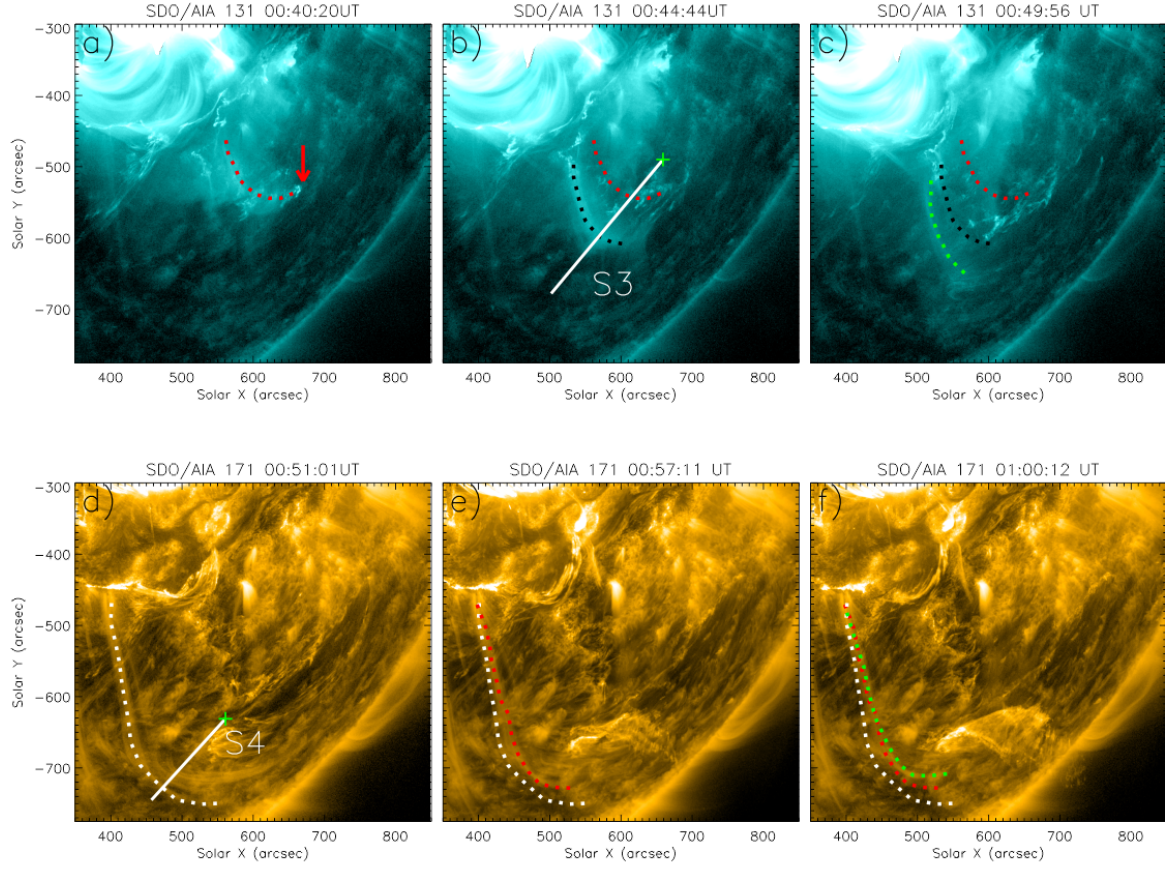 SDO/AIA 131 00:40:20UT
SDO/AIA 131 00:44:44UT
SDO/AIA 131 00:49:56 UT
a)
b)
c)
S3
-300
-400
-500
-600
-700
Solar Y (arcsec)
400 500 600 700 800
400 500 600 700 800
400 500 600 700 800
Solar X (arcsec)
Solar X (arcsec)
Solar X (arcsec)
SDO/AIA 171 00:51:01UT
SDO/AIA 171 00:57:11 UT
SDO/AIA 171 01:00:12 UT
d)
e)
f)
S4
-300
-400
-500
-600
-700
Solar Y (arcsec)
400 500 600 700 800
400 500 600 700 800
400 500 600 700 800
Solar X (arcsec)
Solar X (arcsec)
Solar X (arcsec)